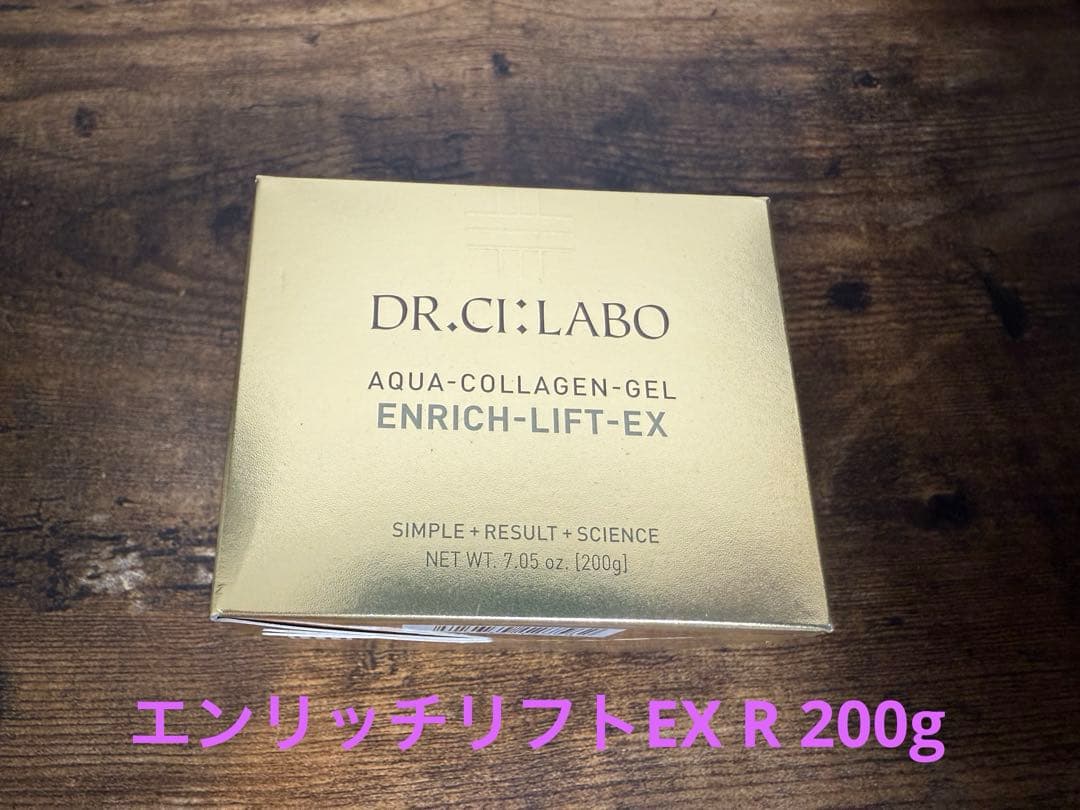 DR.CI:LABO
AQUA-COLLAGEN-GEL
ENRICH-LIFT-EX
SIMPLE+RESULT+SCIENCE
NET WT. 7.05 oz. [200g]
エンリッチリフトEX R 200g